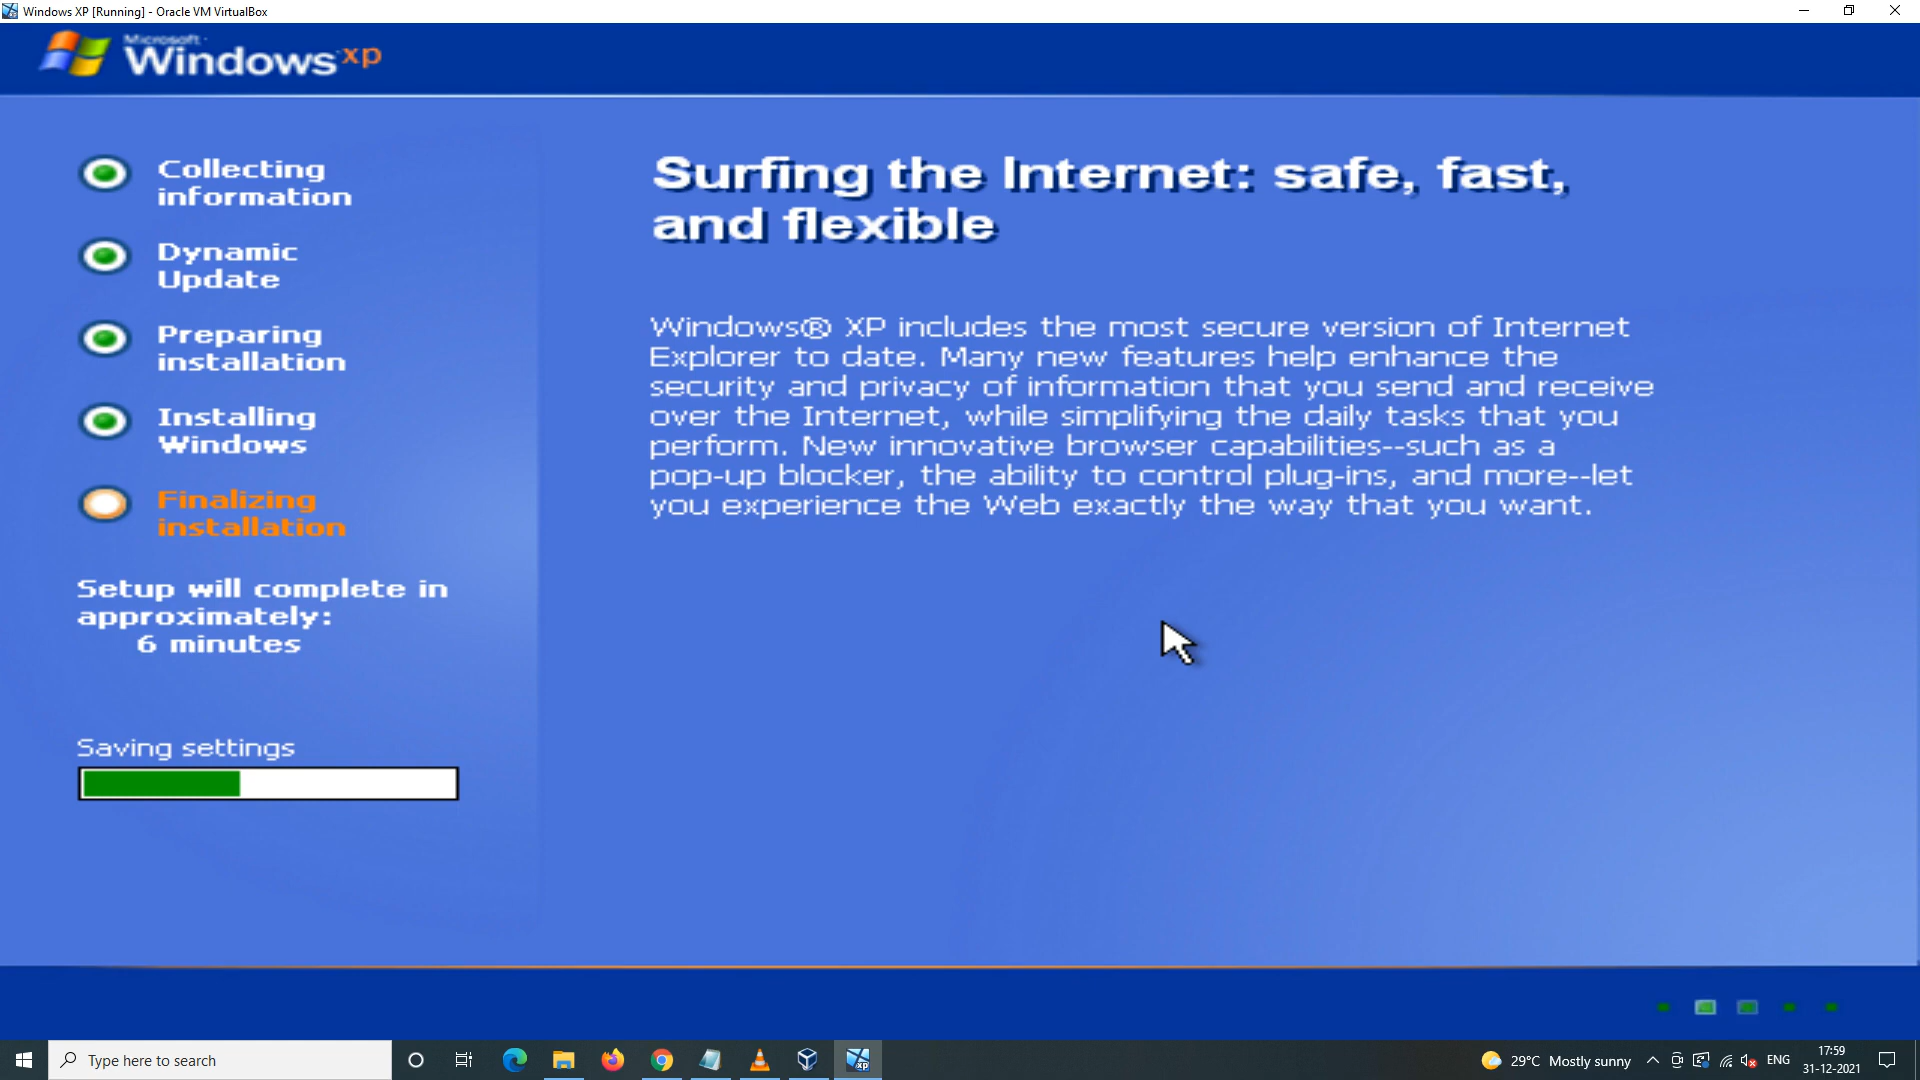 Windows XP [Running] - Oracle VM VirtualBox
Microsoft
Windows xp
Collecting
information
Dynamic
Update
Preparing
installation
Installing
Windows
Finalizing
installation
Setup will complete in
approximately:
6 minutes
Saving settings
Surfing the Internet: safe, fast,
and flexible
Windows® XP includes the most secure version of Internet
Explorer to date. Many new features help enhance the
security and privacy of information that you send and receive
over the Internet, while simplifying the daily tasks that you
perform. New innovative browser capabilities--such as a
pop-up blocker, the ability to control plug-ins, and more--let
you experience the Web exactly the way that you want.
Type here to search
XP
29°C Mostly sunny
ENG
17:59
31-12-2021